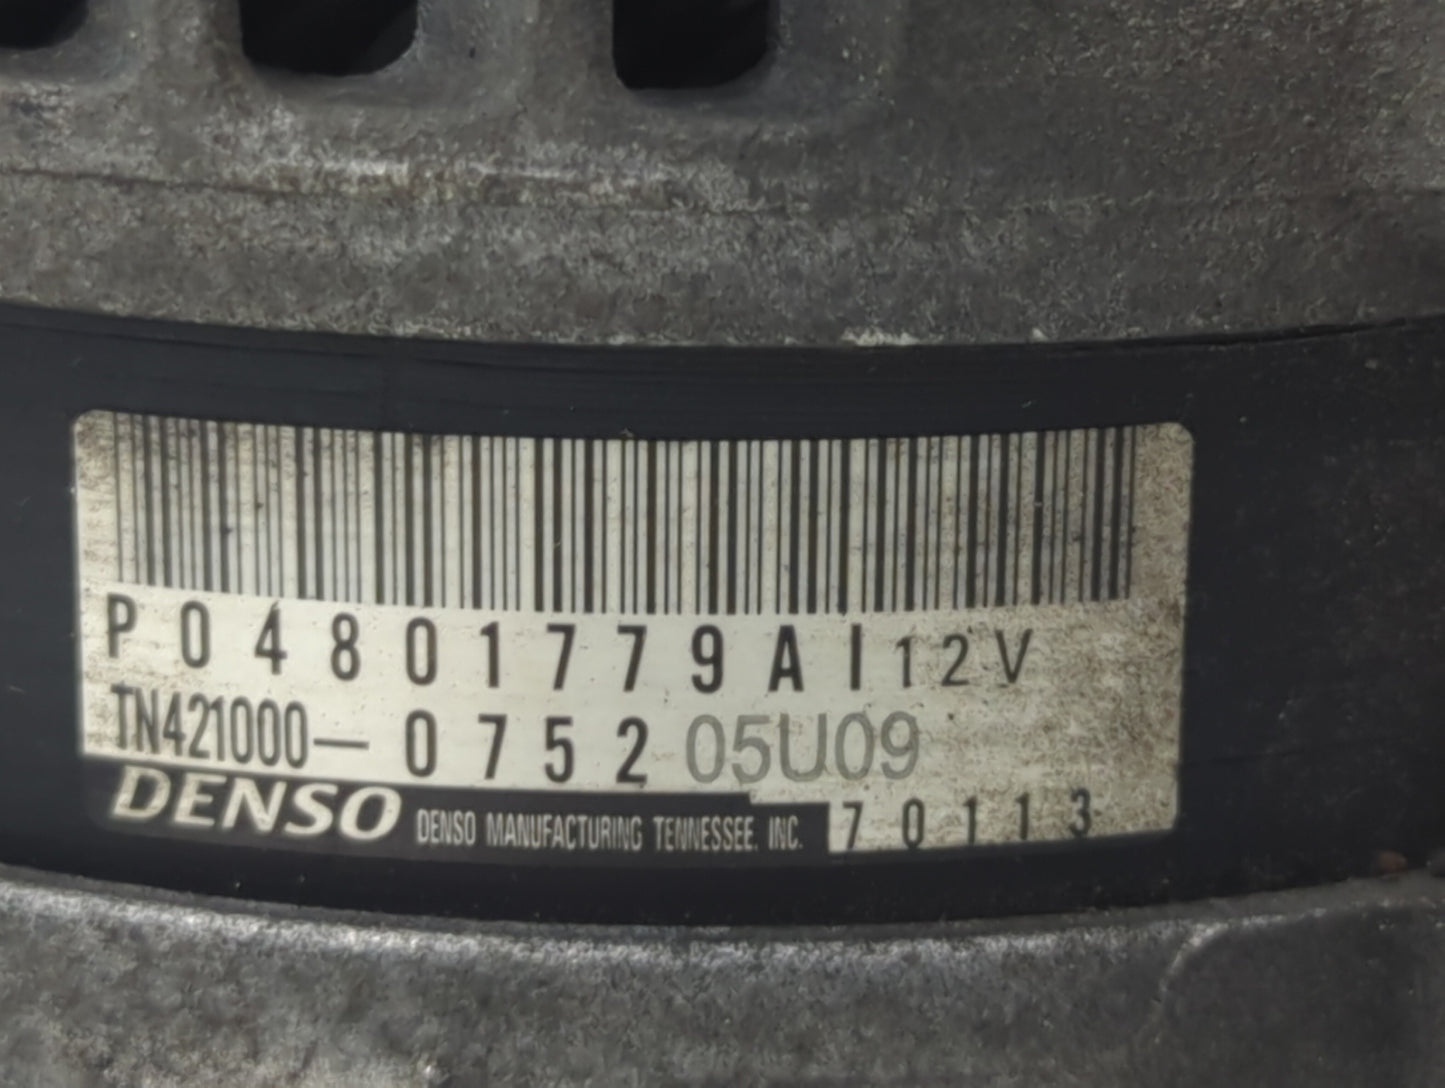 P04801779AI 12V
TN421000-0752 05U09
DENSO DENSO MANUFACTURING TENNESSEE, INC. 70113